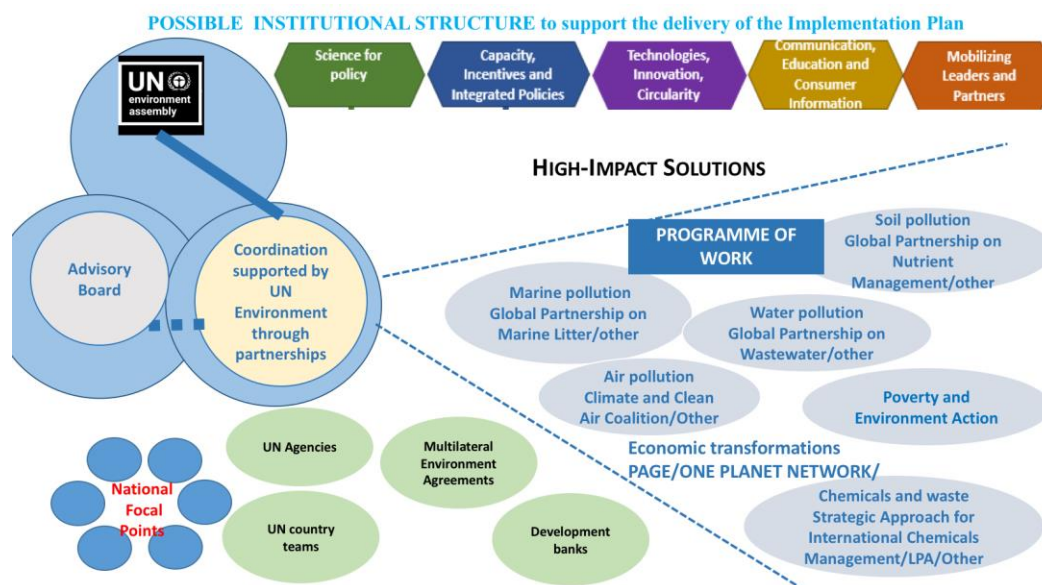 POSSIBLE INSTITUTIONAL STRUCTURE to support the delivery of the Implementation Plan
UN
environment
assembly
Science for
policy
Capacity,
Incentives and
Integrated Policies
Technologies,
Innovation,
Circularity
Communication,
Education and
Consumer
Information
Mobilizing
Leaders and
Partners
HIGH-IMPACT SOLUTIONS
Advisory
Board
Coordination
supported by
UN
Environment
through
partnerships
PROGRAMME OF
WORK
Soil pollution
Global Partnership on
Nutrient
Management/other
Marine pollution
Global Partnership on
Marine Litter/other
Water pollution
Global Partnership on
Wastewater/other
Air pollution
Climate and Clean
Air Coalition/Other
Poverty and
Environment Action
Economic transformations
PAGE/ONE PLANET NETWORK/
Chemicals and waste
Strategic Approach for
International Chemicals
Management/LPA/Other
National
Focal
Points
UN Agencies
Multilateral
Environment
Agreements
UN country
teams
Development
banks